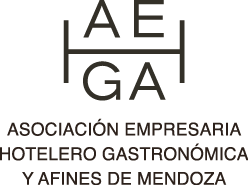 AE
GA
ASOCIACIÓN EMPRESARIA
HOTELERO GASTRONÓMICA
Y AFINES DE MENDOZA